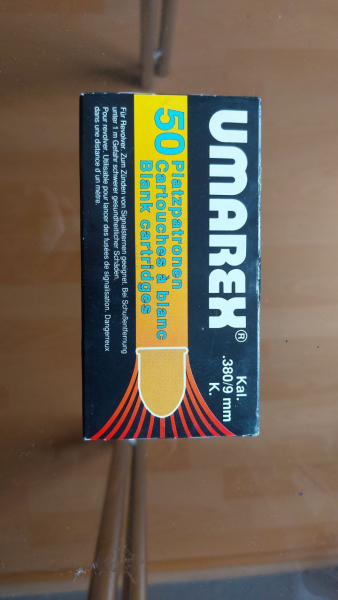 UMAREX®
Kal.
.380/9 mm
K.
50 Platzpatronen
Cartouches à blanc
Blank cartridges
Für Revolver. Zum Zünden von Signalsternen geeignet. Bei Schußentfernung
unter 1 m Gefahr schwerer gesundheitlicher Schäden.
Pour revolver. Utilisable pour lancer des fusées de signalisation. Dangereux
dans une distance d'un mètre.